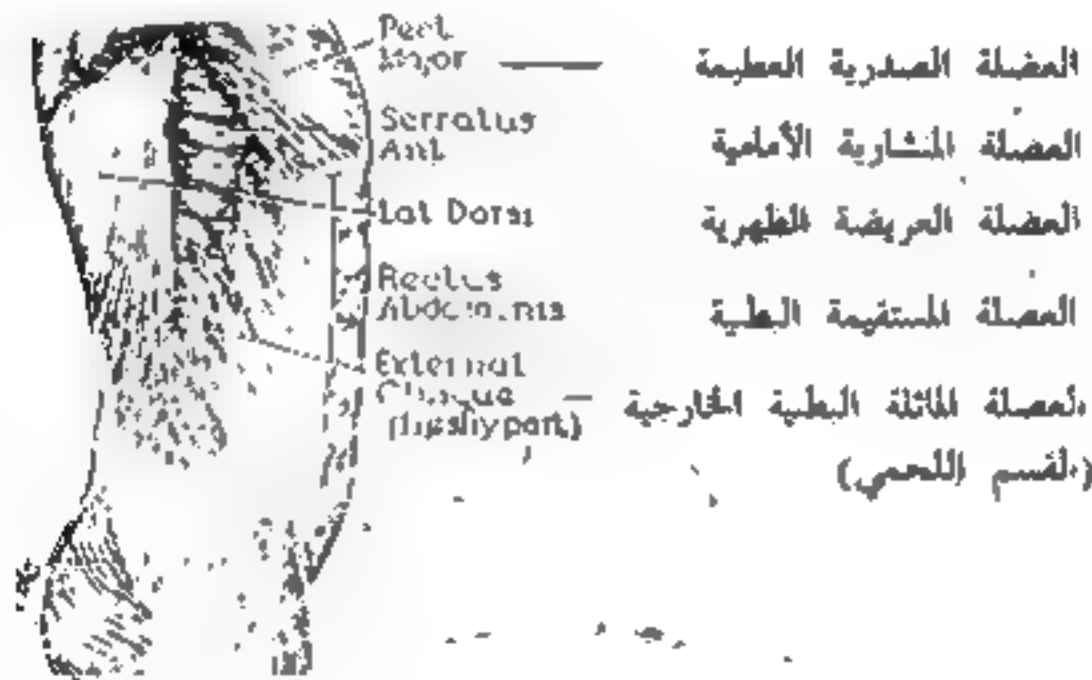 Pect.
Major
العضلة الصدرية العظيمة
Serratus
Ant.
العضلة المنشارية الأمامية
Lat Dorsi
العضلة العريضة الظهرية
Rectus
Abdominis
العضلة المستقيمة البطنية
External
Oblique
(fleshy part)
العضلة المائلة البطنية الخارجية
(القسم اللحمي)